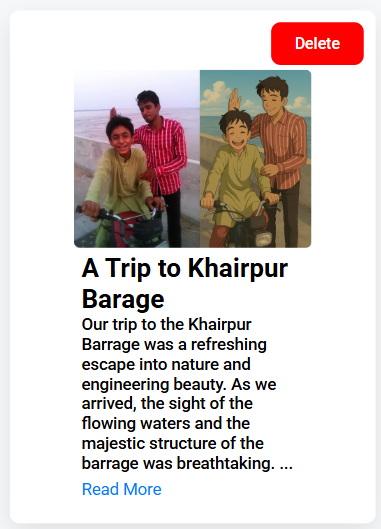 Delete
A Trip to Khairpur
Barage
Our trip to the Khairpur
Barrage was a refreshing
escape into nature and
engineering beauty. As we
arrived, the sight of the
flowing waters and the
majestic structure of the
barrage was breathtaking. ...
Read More